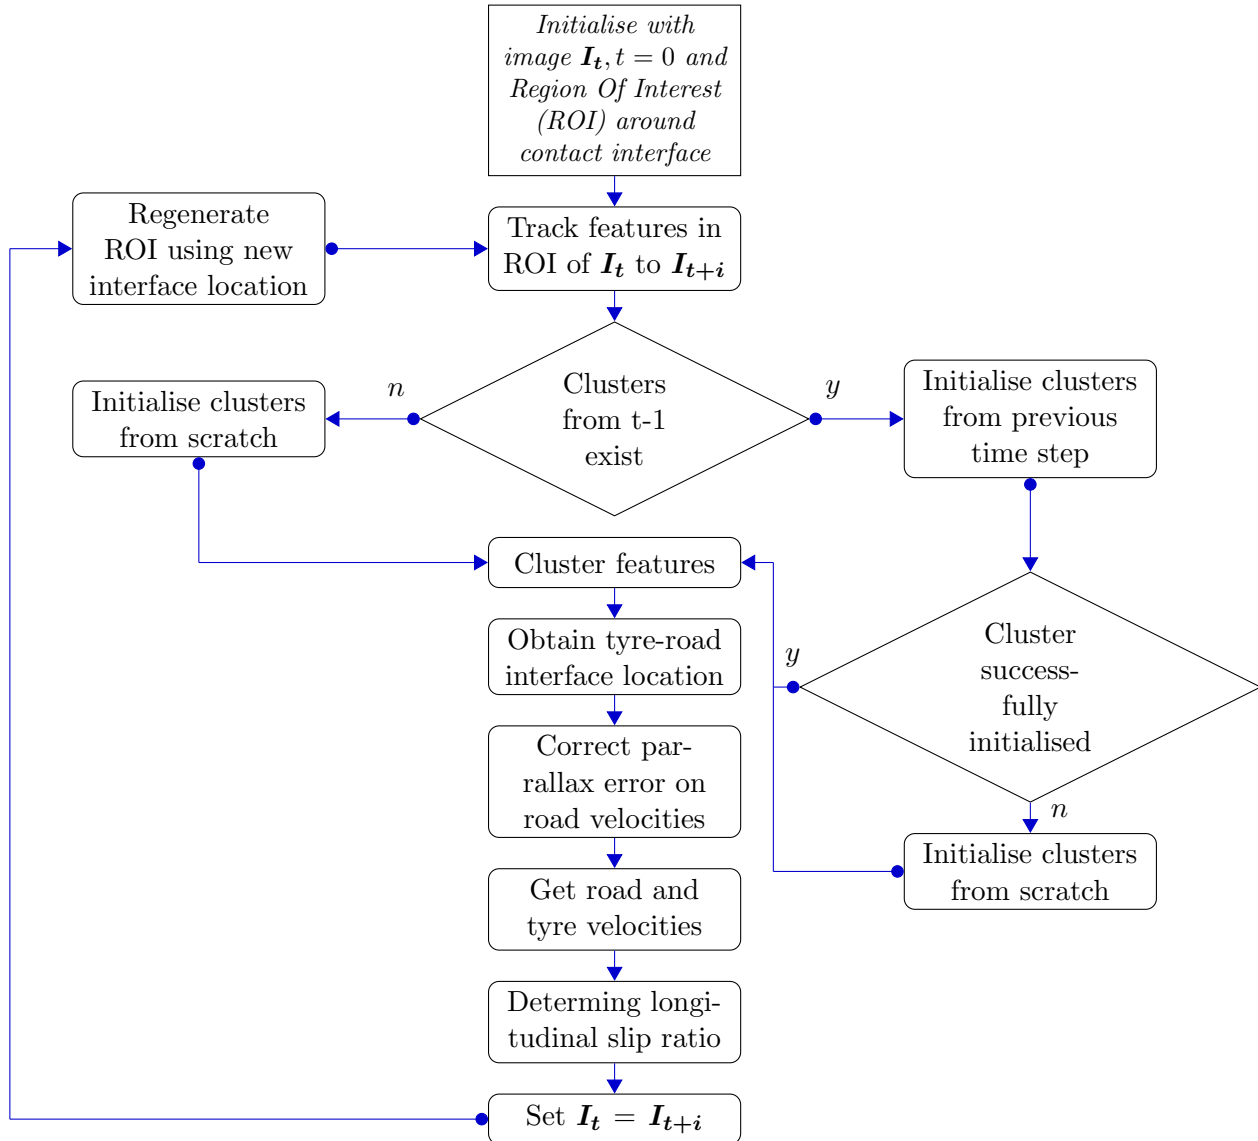 Initialise with
image I_t, t = 0 and
Region Of Interest
(ROI) around
contact interface
Regenerate
ROI using new
interface location
Track features in
ROI of I_t to I_{t+i}
n
Clusters
from t-1
exist
y
Initialise clusters
from scratch
Initialise clusters
from previous
time step
Cluster features
Obtain tyre-road
interface location
y
Cluster
success-
fully
initialised
n
Correct par-
rallax error on
road velocities
Initialise clusters
from scratch
Get road and
tyre velocities
Determing longi-
tudinal slip ratio
Set I_t = I_{t+i}